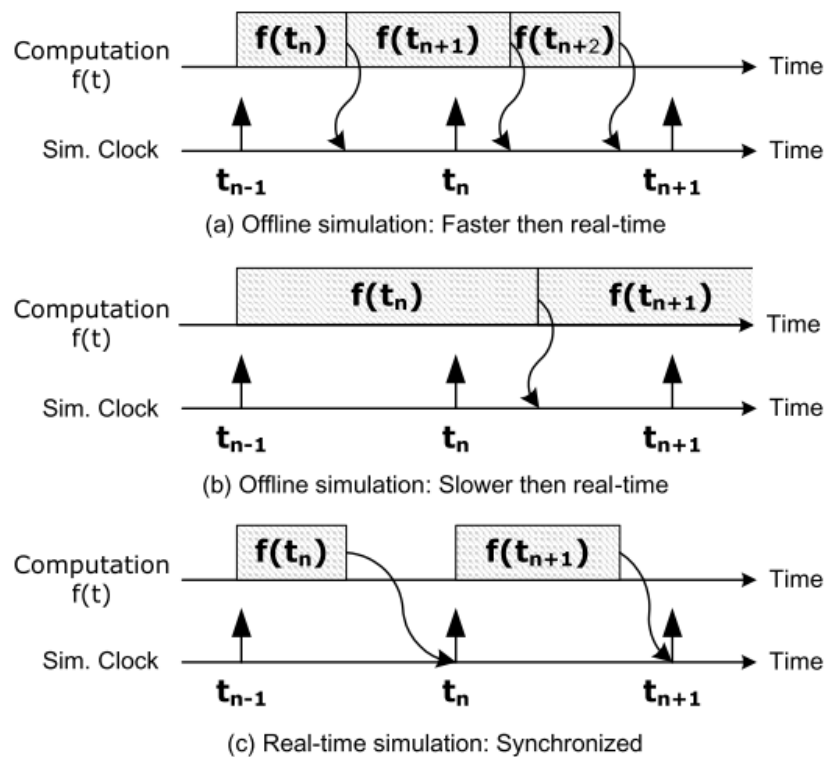 f(tn) f(tn+1) f(tn+2)
Computation
f(t)
Time
Sim. Clock
Time
tn-1 tn tn+1
(a) Offline simulation: Faster then real-time
f(tn) f(tn+1)
Computation
f(t)
Time
Sim. Clock
Time
tn-1 tn tn+1
(b) Offline simulation: Slower then real-time
f(tn) f(tn+1)
Computation
f(t)
Time
Sim. Clock
Time
tn-1 tn tn+1
(c) Real-time simulation: Synchronized